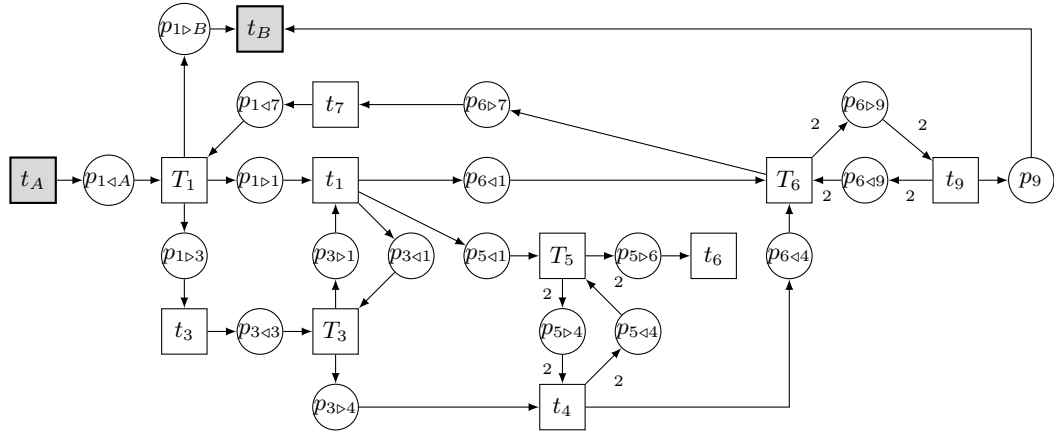 p1▹B tB
p1◃7 t7 p6▹7 p6▹9
2 2
tA p1◃A T1 p1▹1 t1 p6◃1 T6 p6◃9 t9 p9
2 2
p1▹3 p3▹1 p3◃1 p5◃1 T5 p5▹6 t6 p6◃4
2 2
t3 p3◃3 T3 p5▹4 p5◃4
2 2
p3▹4 t4